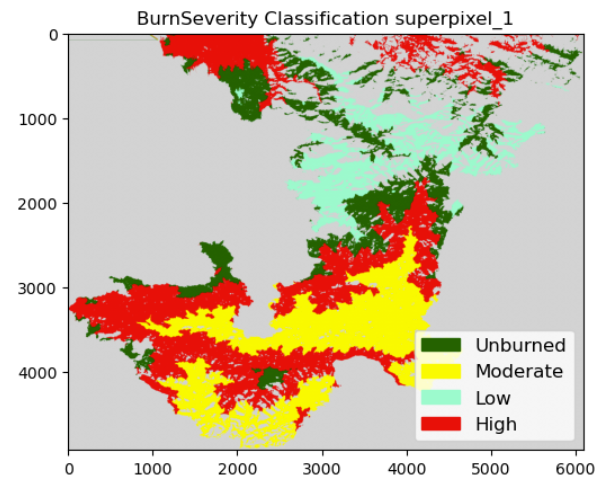 BurnSeverity Classification superpixel_1
0
1000
2000
3000
4000
Unburned
Moderate
Low
High
0 1000 2000 3000 4000 5000 6000